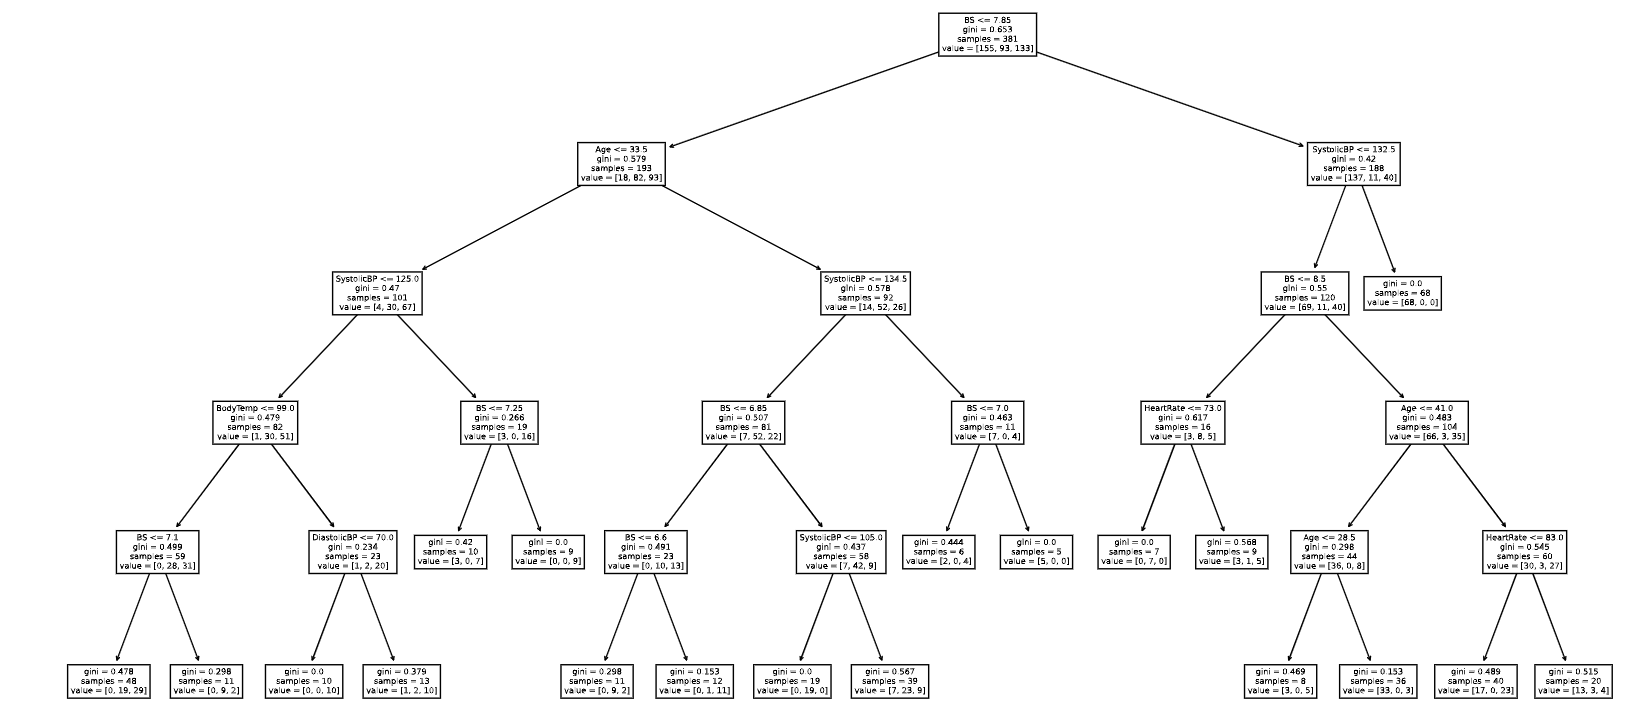 BS <= 7.85
gini = 0.653
samples = 381
value = [155, 93, 133]
Age <= 33.5
gini = 0.579
samples = 193
value = [18, 82, 93]
SystolicBP <= 132.5
gini = 0.42
samples = 188
value = [137, 11, 40]
SystolicBP <= 125.0
gini = 0.47
samples = 101
value = [4, 30, 67]
SystolicBP <= 134.5
gini = 0.578
samples = 92
value = [14, 52, 26]
BS <= 8.5
gini = 0.55
samples = 120
value = [69, 11, 40]
gini = 0.0
samples = 68
value = [68, 0, 0]
BodyTemp <= 99.0
gini = 0.479
samples = 82
value = [1, 30, 51]
BS <= 7.25
gini = 0.266
samples = 19
value = [3, 0, 16]
BS <= 6.85
gini = 0.507
samples = 81
value = [7, 52, 22]
BS <= 7.0
gini = 0.463
samples = 11
value = [7, 0, 4]
HeartRate <= 73.0
gini = 0.617
samples = 16
value = [3, 8, 5]
Age <= 41.0
gini = 0.483
samples = 104
value = [66, 3, 35]
BS <= 7.1
gini = 0.499
samples = 59
value = [0, 28, 31]
DiastolicBP <= 70.0
gini = 0.234
samples = 23
value = [1, 2, 20]
gini = 0.42
samples = 10
value = [3, 0, 7]
gini = 0.0
samples = 9
value = [0, 0, 9]
BS <= 6.6
gini = 0.491
samples = 23
value = [0, 10, 13]
SystolicBP <= 105.0
gini = 0.437
samples = 58
value = [7, 42, 9]
gini = 0.444
samples = 6
value = [2, 0, 4]
gini = 0.0
samples = 5
value = [5, 0, 0]
gini = 0.0
samples = 7
value = [0, 7, 0]
gini = 0.568
samples = 9
value = [3, 1, 5]
Age <= 28.5
gini = 0.298
samples = 44
value = [36, 0, 8]
HeartRate <= 83.0
gini = 0.545
samples = 60
value = [30, 3, 27]
gini = 0.478
samples = 48
value = [0, 19, 29]
gini = 0.298
samples = 11
value = [0, 9, 2]
gini = 0.0
samples = 10
value = [0, 0, 10]
gini = 0.379
samples = 13
value = [1, 2, 10]
gini = 0.298
samples = 11
value = [0, 9, 2]
gini = 0.153
samples = 12
value = [0, 1, 11]
gini = 0.0
samples = 19
value = [0, 19, 0]
gini = 0.567
samples = 39
value = [7, 23, 9]
gini = 0.469
samples = 8
value = [3, 0, 5]
gini = 0.153
samples = 36
value = [33, 0, 3]
gini = 0.489
samples = 40
value = [17, 0, 23]
gini = 0.515
samples = 20
value = [13, 3, 4]